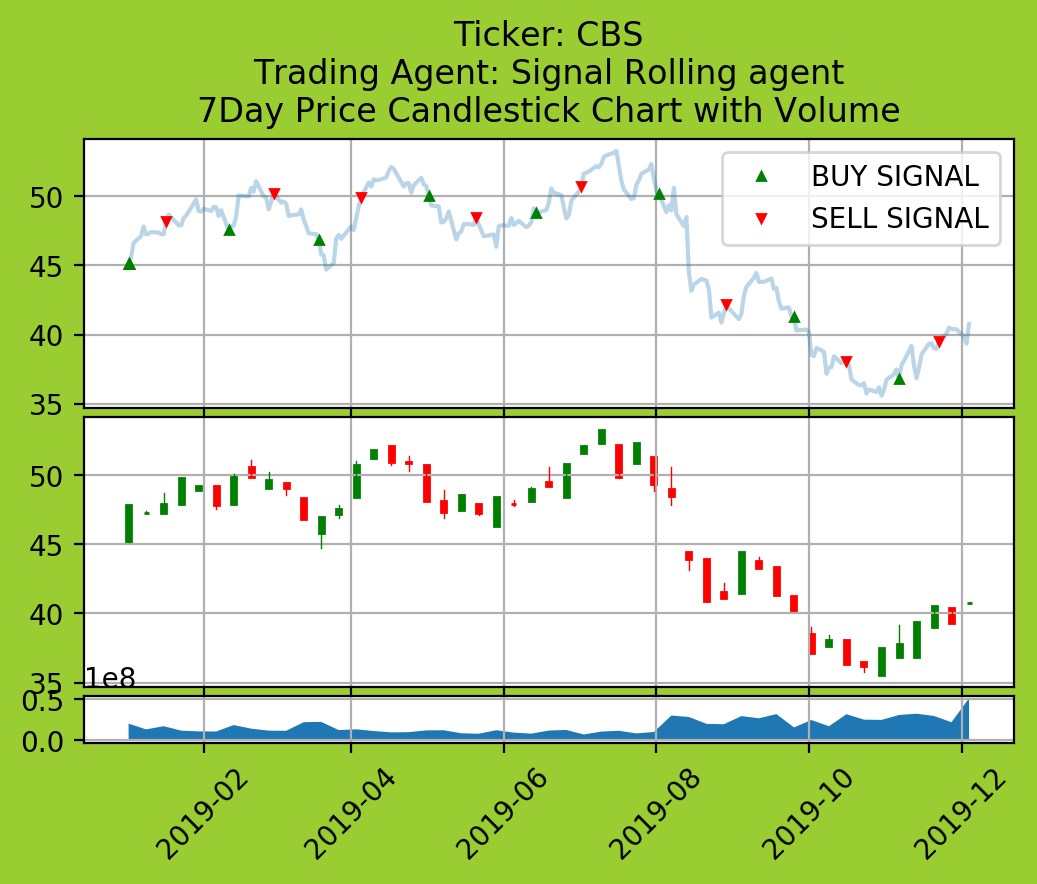 Ticker: CBS
Trading Agent: Signal Rolling agent
7Day Price Candlestick Chart with Volume
BUY SIGNAL
SELL SIGNAL
50
45
40
35
50
45
40
35
1e8
0.5
0.0
2019-02
2019-04
2019-06
2019-08
2019-10
2019-12